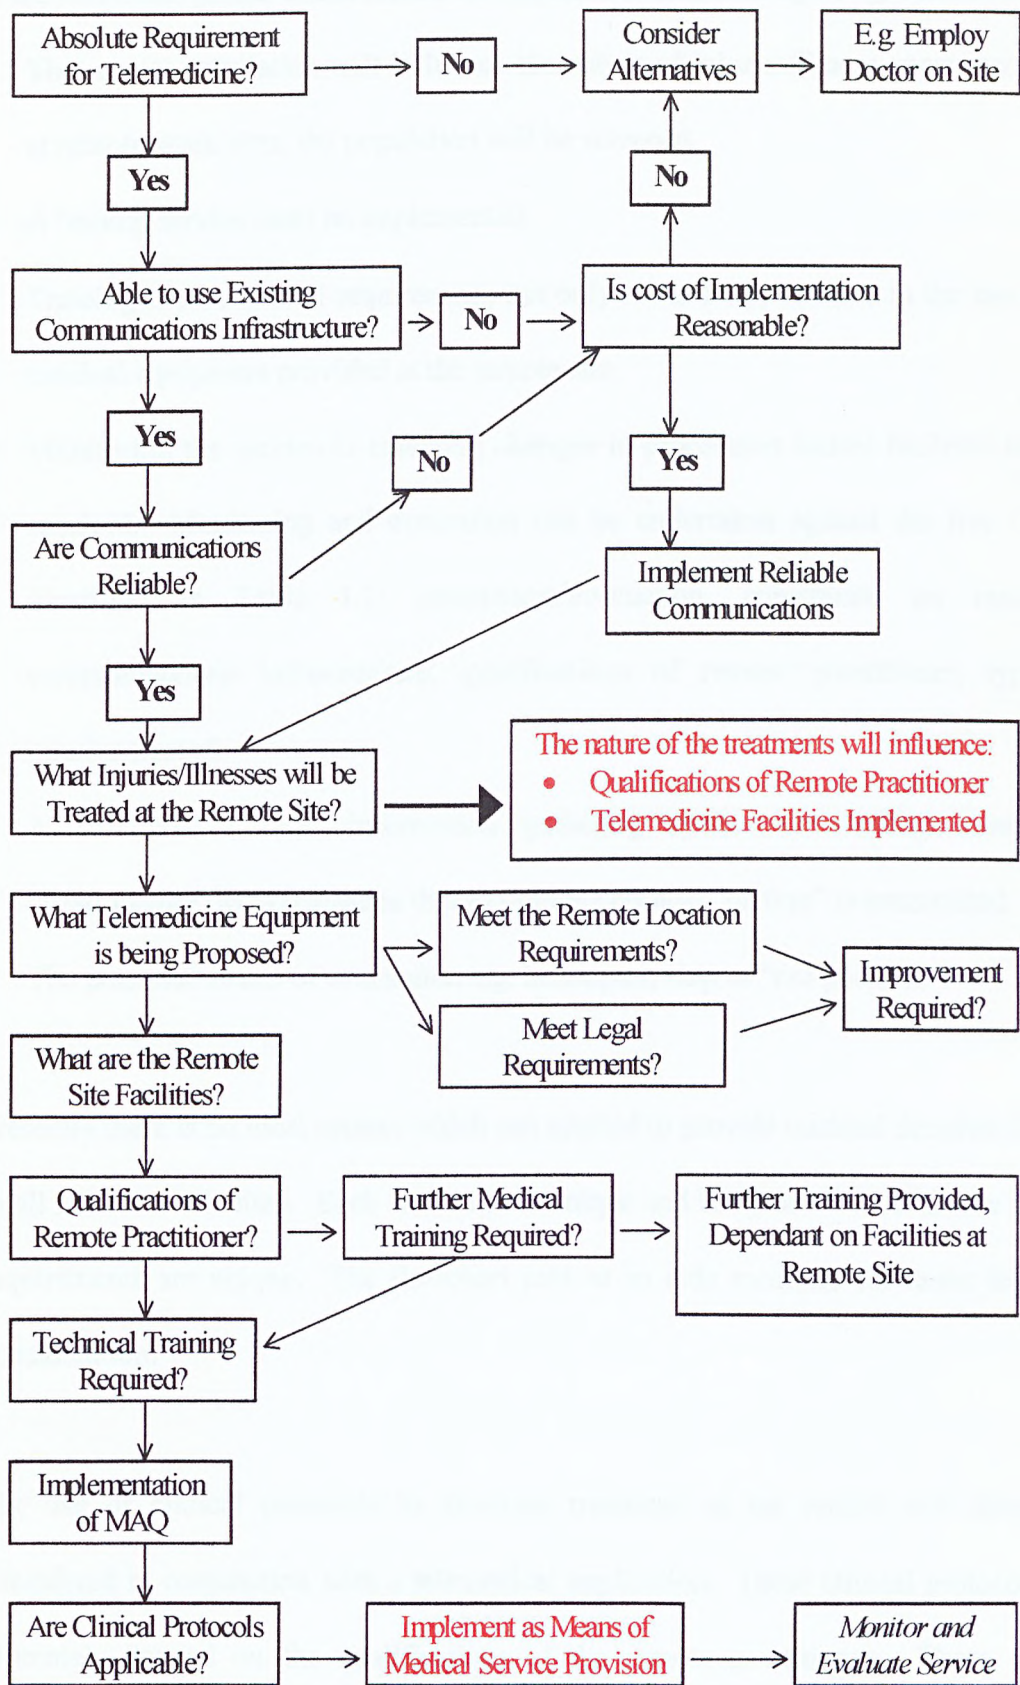 Absolute Requirement
for Telemedicine?
No
Consider
Alternatives
E.g. Employ
Doctor on Site
Yes
No
Able to use Existing
Communications Infrastructure?
No
Is cost of Implementation
Reasonable?
Yes
No
Yes
Are Communications
Reliable?
Implement Reliable
Communications
Yes
What Injuries/Illnesses will be
Treated at the Remote Site?
The nature of the treatments will influence:
• Qualifications of Remote Practitioner
• Telemedicine Facilities Implemented
What Telemedicine Equipment
is being Proposed?
Meet the Remote Location
Requirements?
Improvement
Required?
Meet Legal
Requirements?
What are the Remote
Site Facilities?
Qualifications of
Remote Practitioner?
Further Medical
Training Required?
Further Training Provided,
Dependant on Facilities at
Remote Site
Technical Training
Required?
Implementation
of MAQ
Are Clinical Protocols
Applicable?
Implement as Means of
Medical Service Provision
Monitor and
Evaluate Service